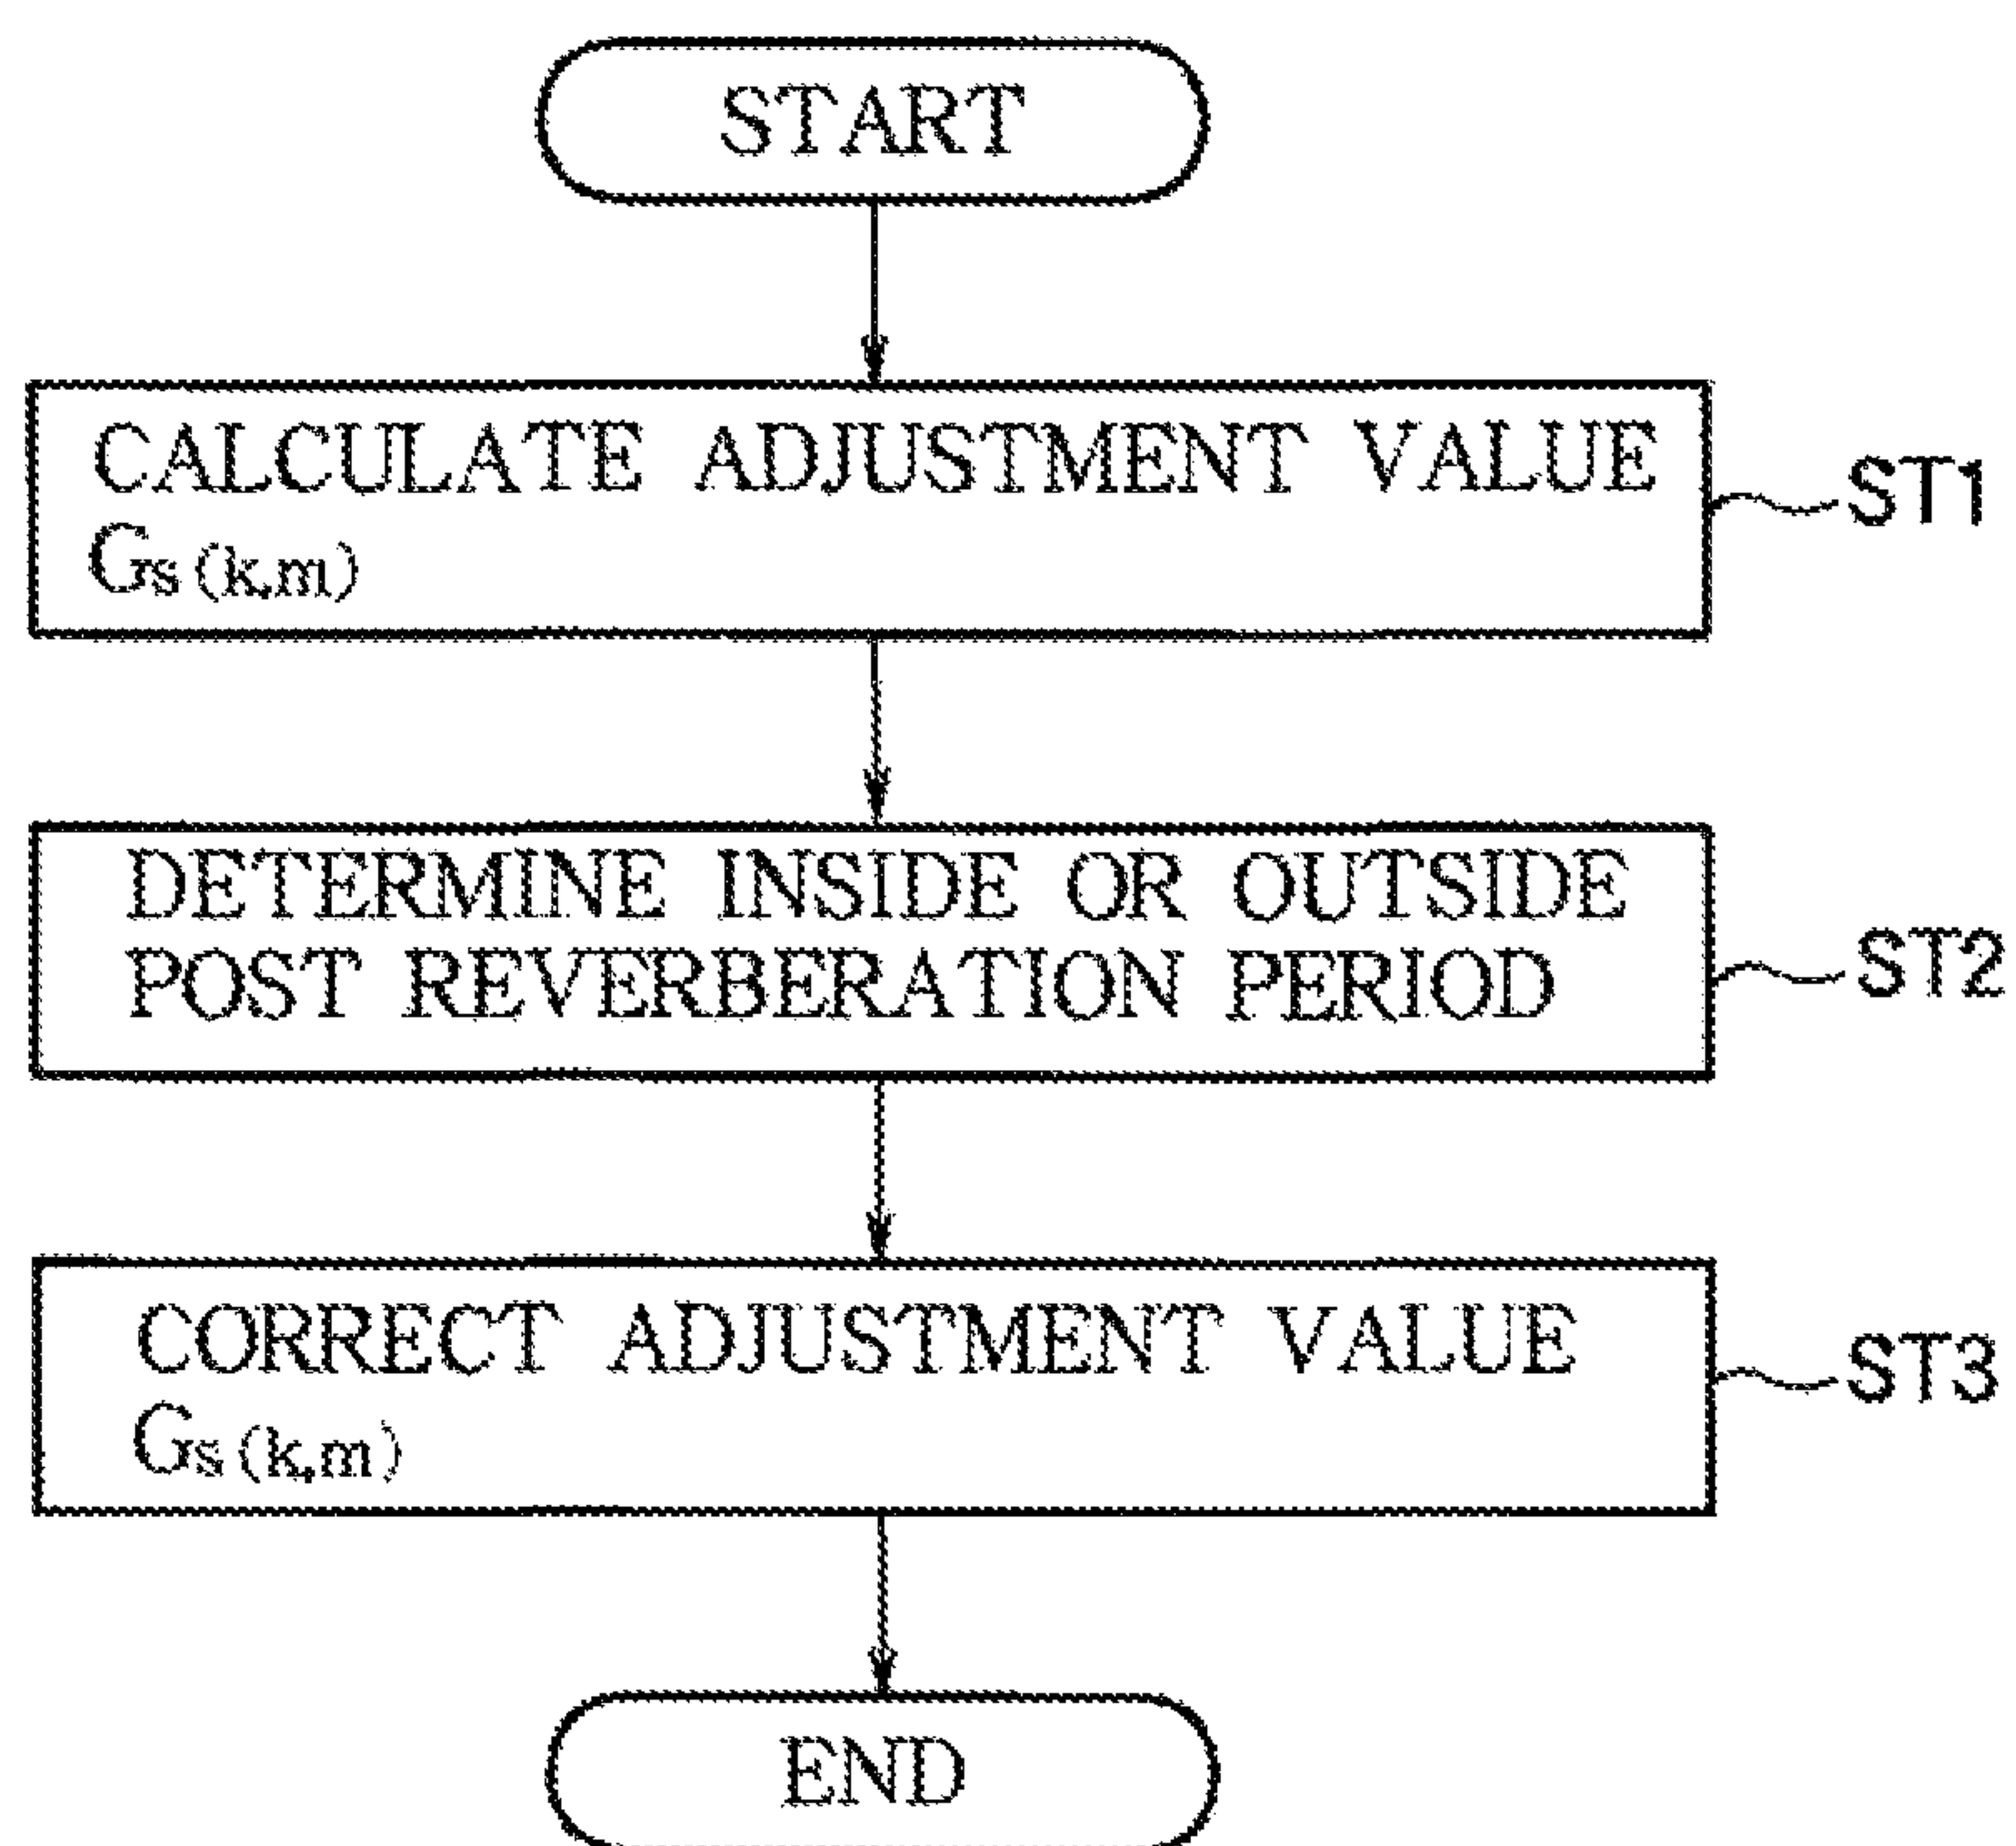 START
CALCULATE ADJUSTMENT VALUE
Gs(k,m)
ST1
DETERMINE INSIDE OR OUTSIDE
POST REVERBERATION PERIOD
ST2
CORRECT ADJUSTMENT VALUE
Gs(k,m)
ST3
END